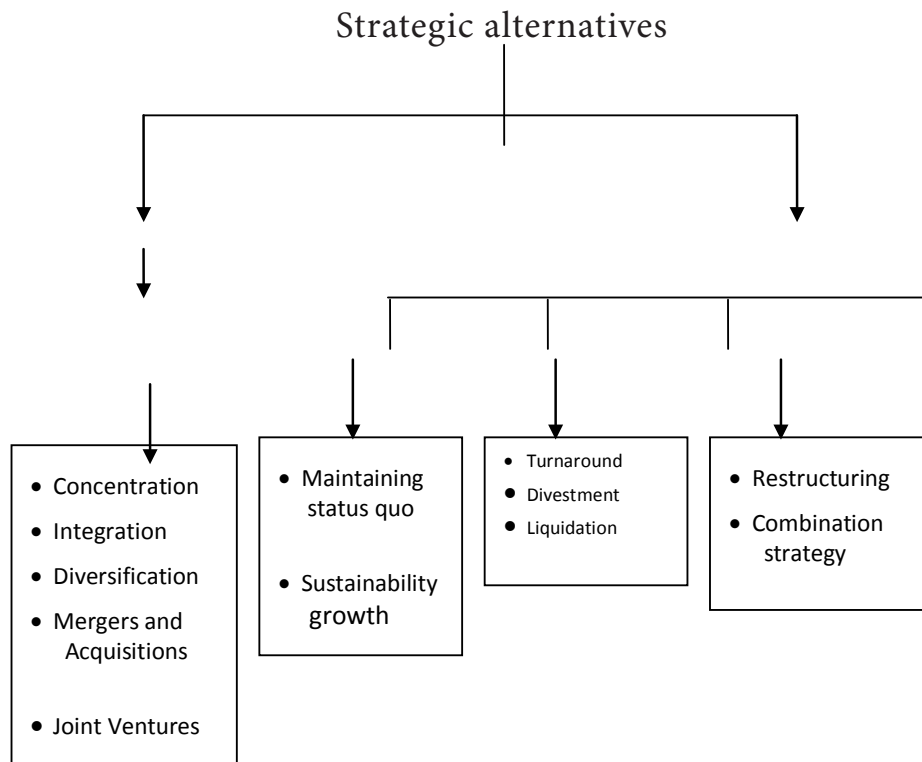 Strategic alternatives
• Concentration
• Integration
• Diversification
• Mergers and
Acquisitions
• Joint Ventures
• Maintaining
status quo
• Sustainability
growth
• Turnaround
• Divestment
• Liquidation
• Restructuring
• Combination
strategy